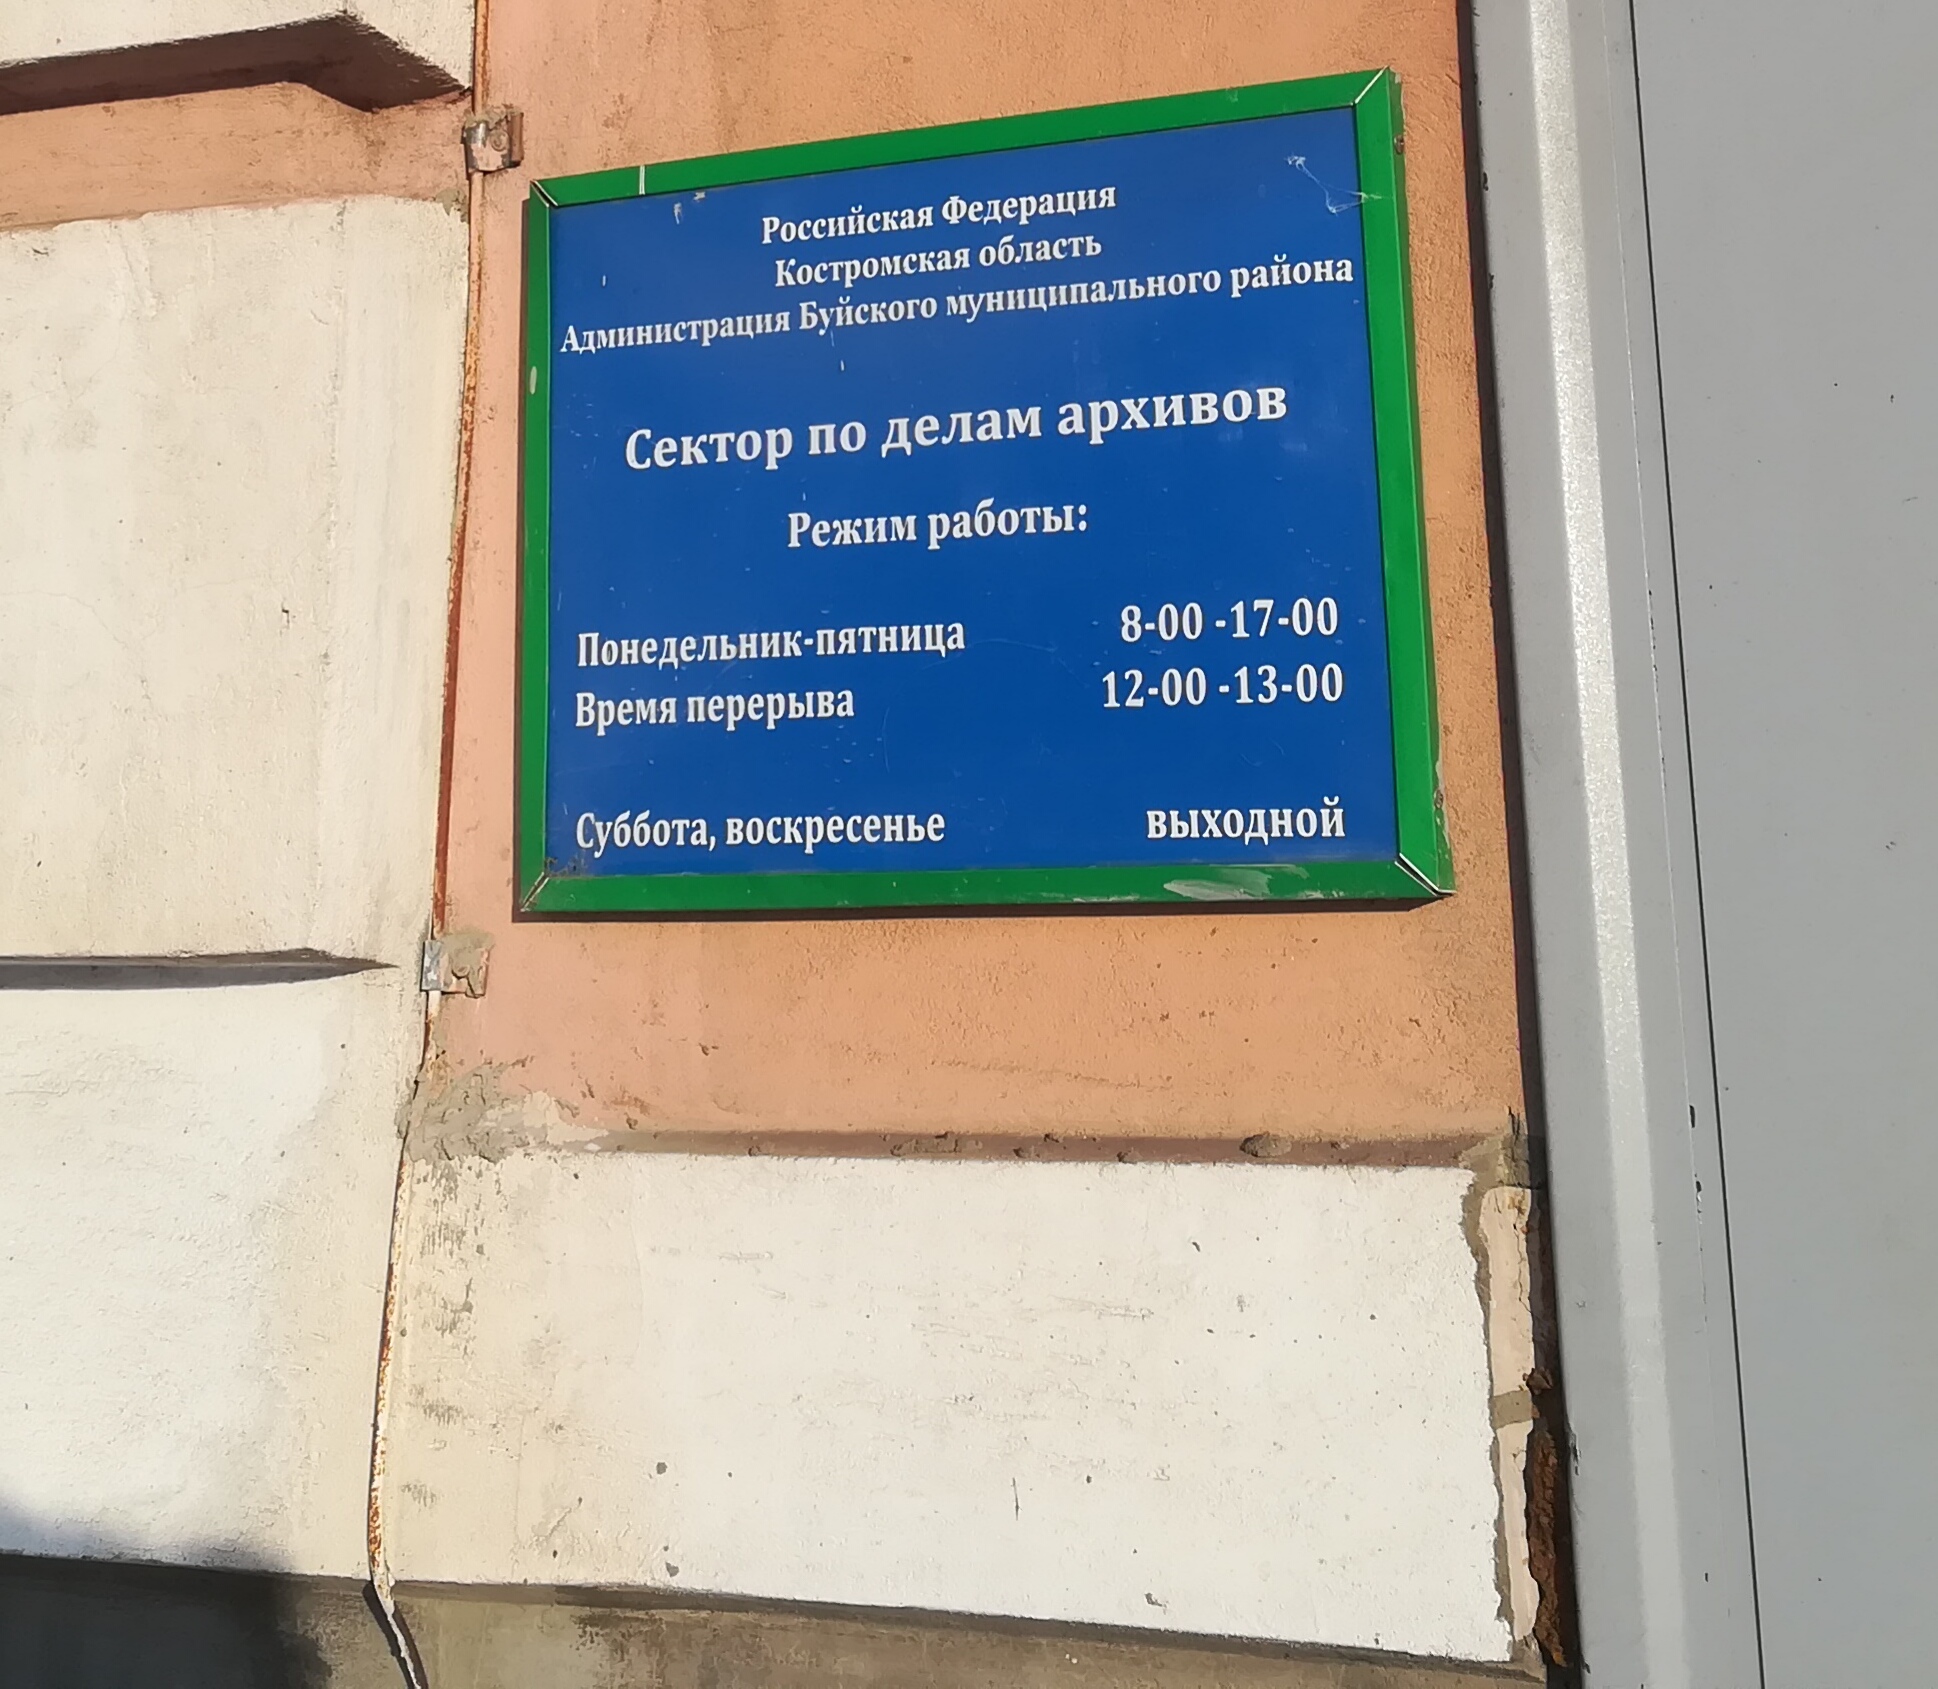 Российская Федерация
Костромская область
Администрация Буйского муниципального района
Сектор по делам архивов
Режим работы:
Понедельник-пятница 8-00 -17-00
Время перерыва 12-00 -13-00
Суббота, воскресенье выходной